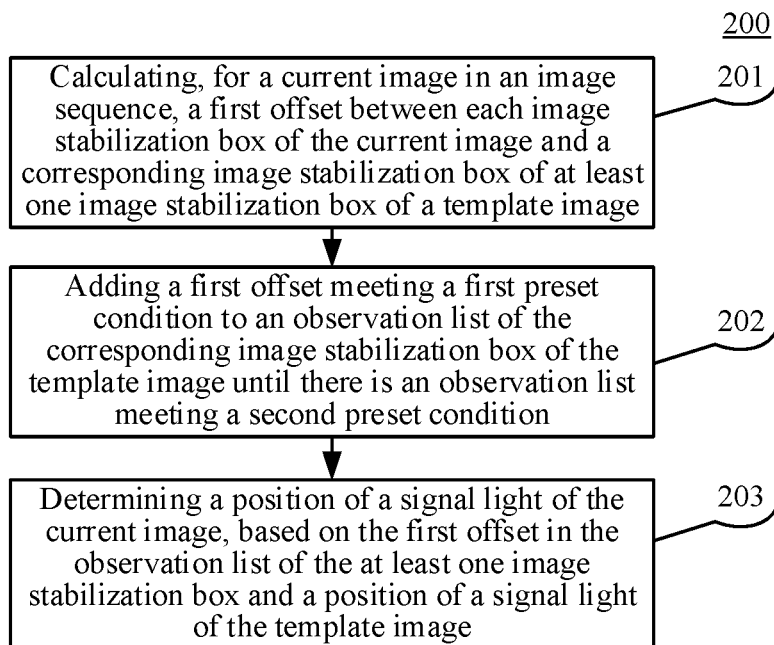 200
Calculating, for a current image in an image
sequence, a first offset between each image
stabilization box of the current image and a
corresponding image stabilization box of at least
one image stabilization box of a template image
201
Adding a first offset meeting a first preset
condition to an observation list of the
corresponding image stabilization box of the
template image until there is an observation list
meeting a second preset condition
202
Determining a position of a signal light of the
current image, based on the first offset in the
observation list of the at least one image
stabilization box and a position of a signal light
of the template image
203